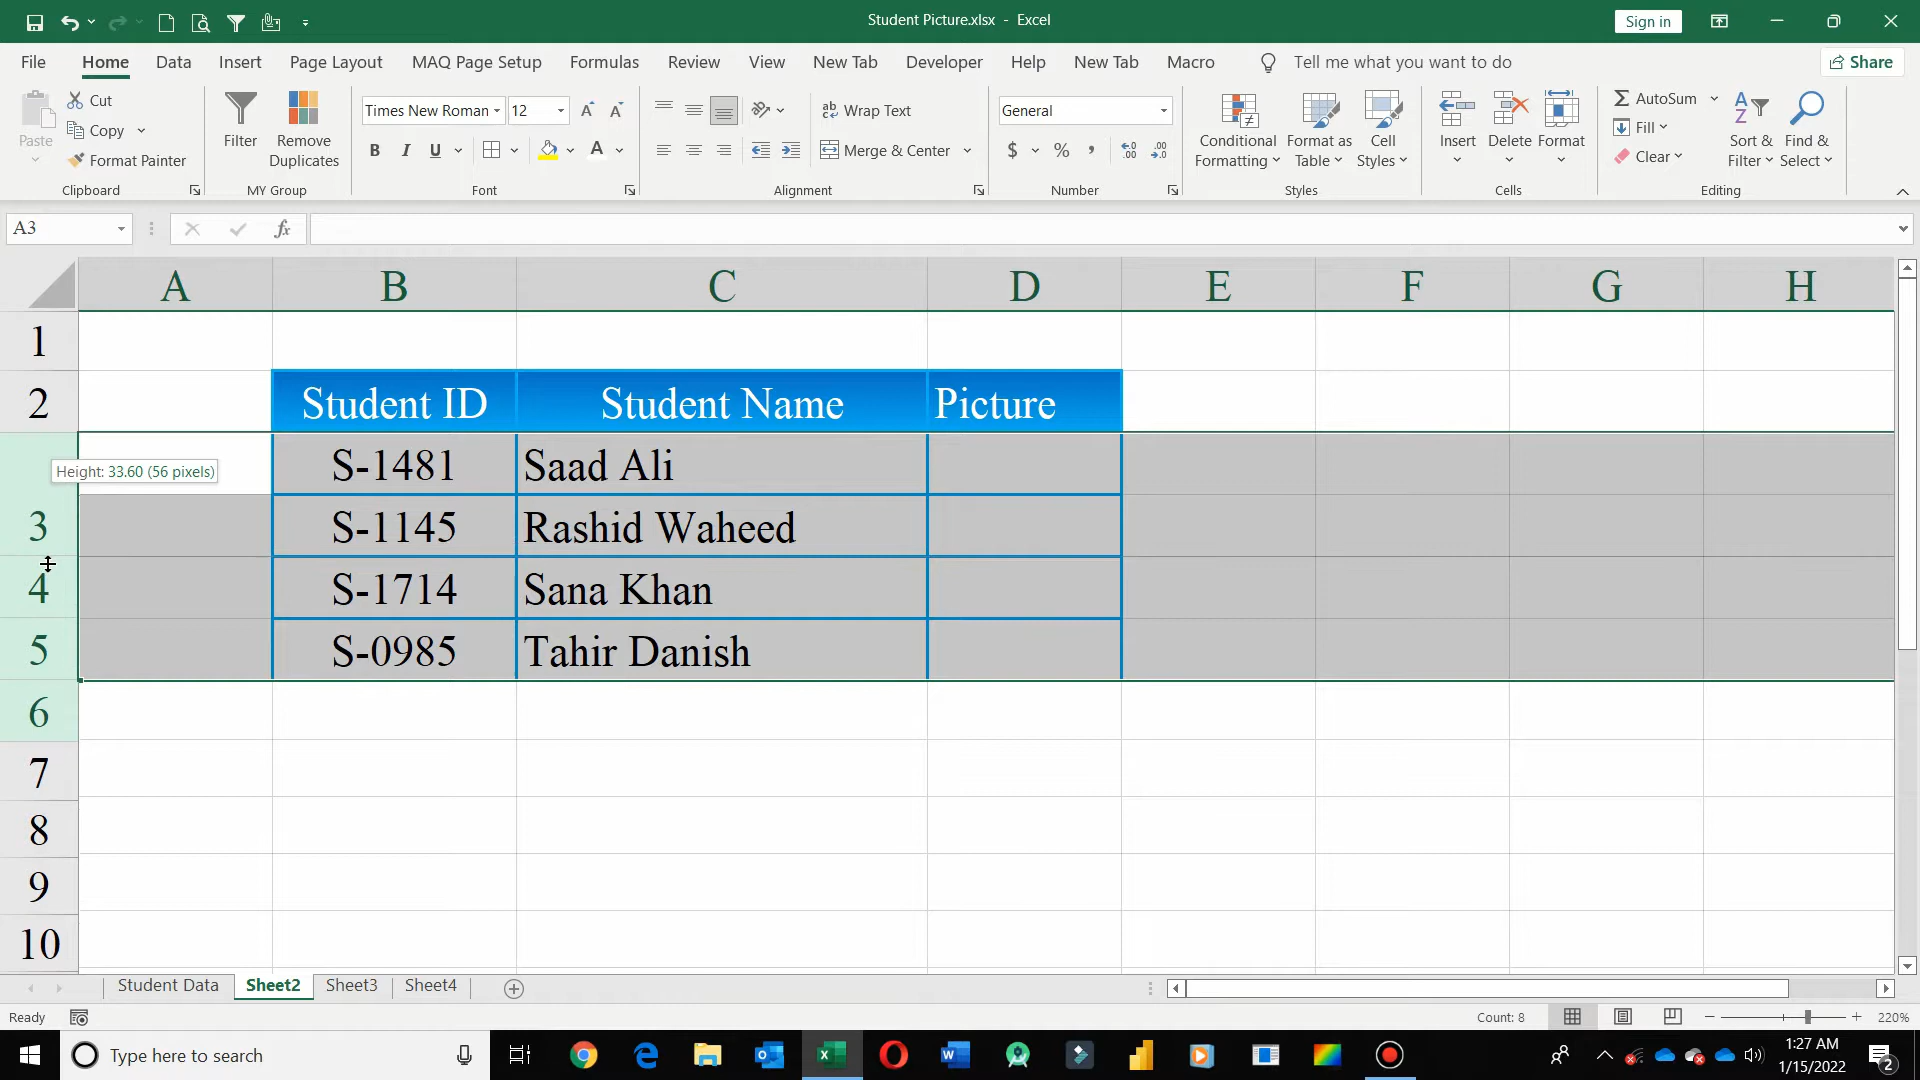 Student Picture.xlsx - Excel
Sign in
File Home Data Insert Page Layout MAQ Page Setup Formulas Review View New Tab Developer Help New Tab Macro Tell me what you want to do Share
Paste
Cut
Copy
Format Painter
Clipboard
Filter
Remove Duplicates
MY Group
Times New Roman 12
B I U A
Font
ab Wrap Text
Merge & Center
Alignment
General
$ % ,
Number
Conditional Formatting
Format as Table
Cell Styles
Styles
Insert Delete Format
Cells
AutoSum
Fill
Clear
Sort & Filter
Find & Select
Editing
A3 fx
A B C D E F G H
1
2 Student ID Student Name Picture
S-1481 Saad Ali
Height: 33.60 (56 pixels)
3 S-1145 Rashid Waheed
4 S-1714 Sana Khan
5 S-0985 Tahir Danish
6
7
8
9
10
Student Data Sheet2 Sheet3 Sheet4
Ready Count: 8 220%
Type here to search
1:27 AM
1/15/2022
2